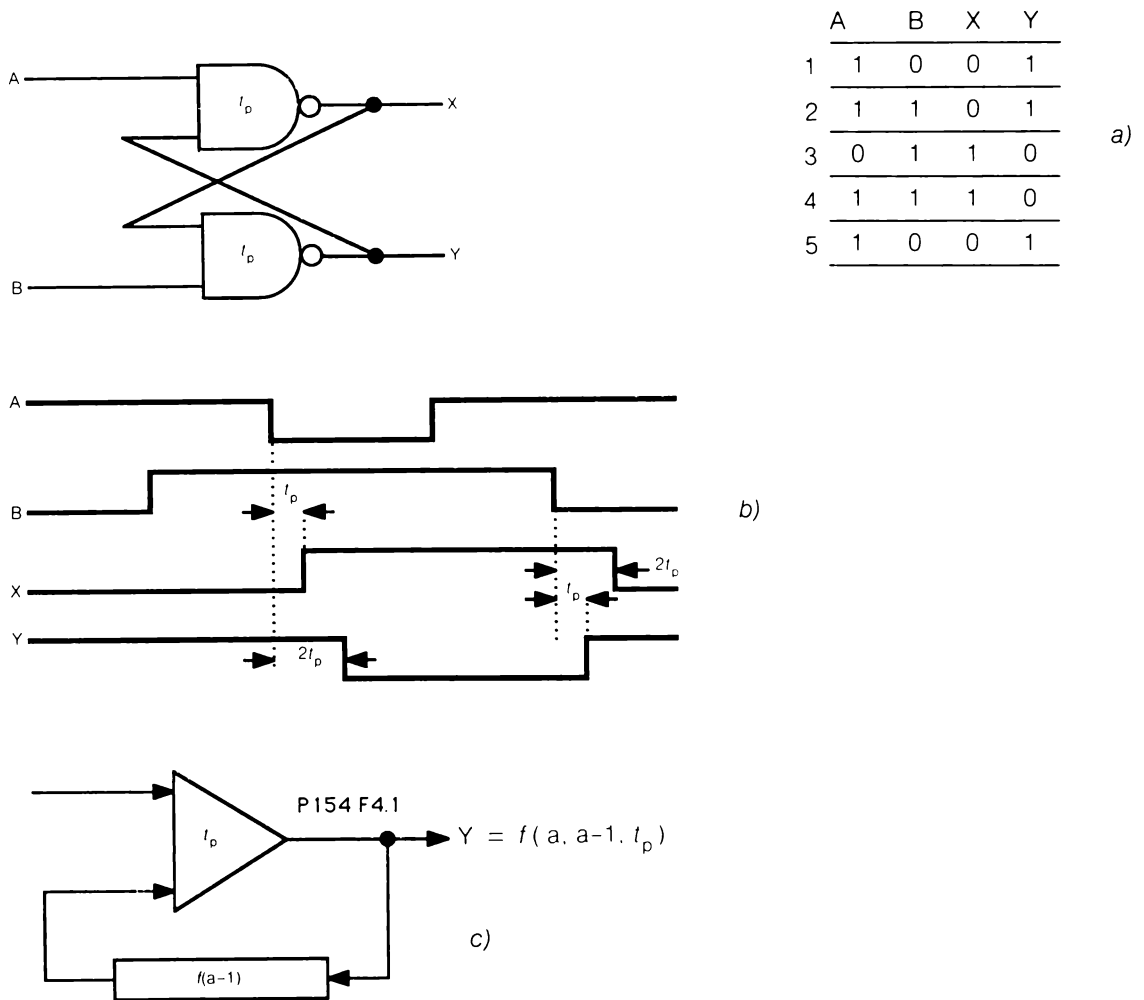 A B X Y
1 1 0 0 1
2 1 1 0 1
3 0 1 1 0
4 1 1 1 0
5 1 0 0 1
a)
A
tp
X
tp
Y
B
A
B
tp
b)
X
2tp
tp
Y
2tp
P154 F4.1
tp
Y = f(a, a-1, tp)
c)
f(a-1)